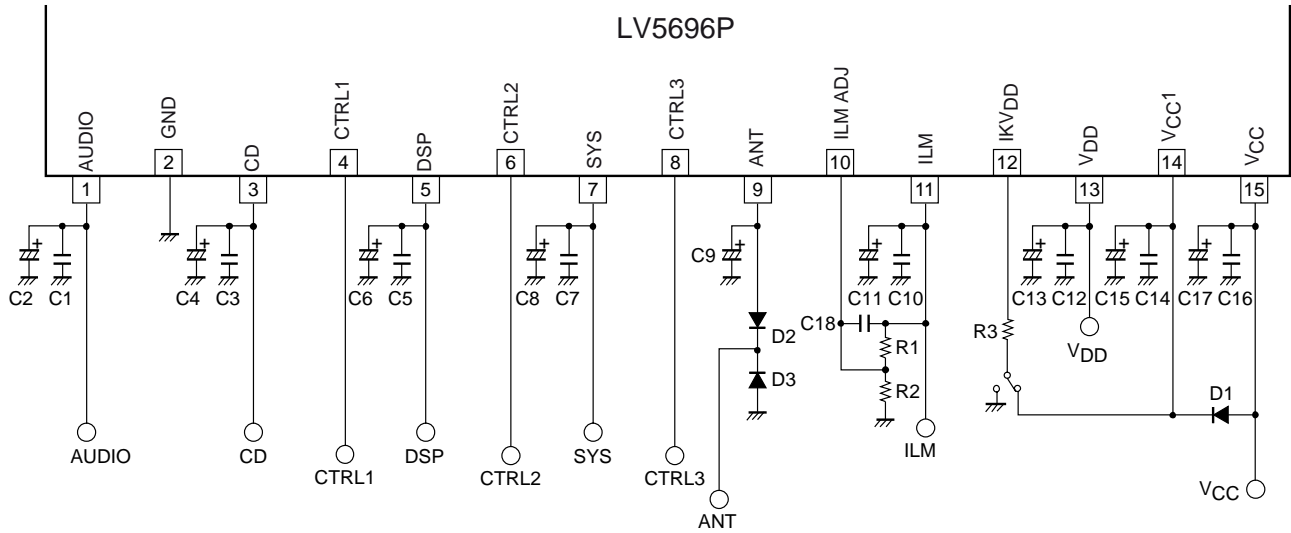 LV5696P
AUDIO
GND
CD
CTRL1
DSP
CTRL2
SYS
CTRL3
ANT
ILM ADJ
ILM
IKVDD
VDD
VCC1
VCC
1
2
3
4
5
6
7
8
9
10
11
12
13
14
15
C2
C1
C4
C3
C6
C5
C8
C7
C9
C11
C10
C13
C12
C15
C14
C17
C16
C18
D2
D3
R1
R2
R3
VDD
D1
AUDIO
CD
CTRL1
DSP
CTRL2
SYS
CTRL3
ANT
ILM
VCC